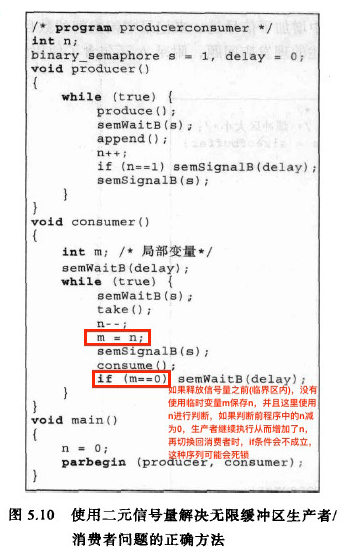 /* program producerconsumer */
int n;
binary_semaphore s = 1, delay = 0;
void producer()
{
while (true) {
produce();
semWaitB(s);
append();
n++;
if (n==1) semSignalB(delay);
semSignalB(s);
}
}
void consumer()
{
int m; /* 局部变量*/
semWaitB(delay);
while (true) {
semWaitB(s);
take();
n--;
m = n;
semSignalB(s);
consume();
if (m==0) semWaitB(delay);
}
}
void main()
{
n = 0;
parbegin (producer, consumer);
}
如果释放信号量之前(临界区内)，没有
使用临时变量m保存n，并且这里使用
n进行判断，如果判断前程序中的n减
为0，生产者继续执行从而增加了n，
再切换回消费者时，if条件会不成立，
这种序列可能会死锁
图 5.10 使用二元信号量解决无限缓冲区生产者/
消费者问题的正确方法